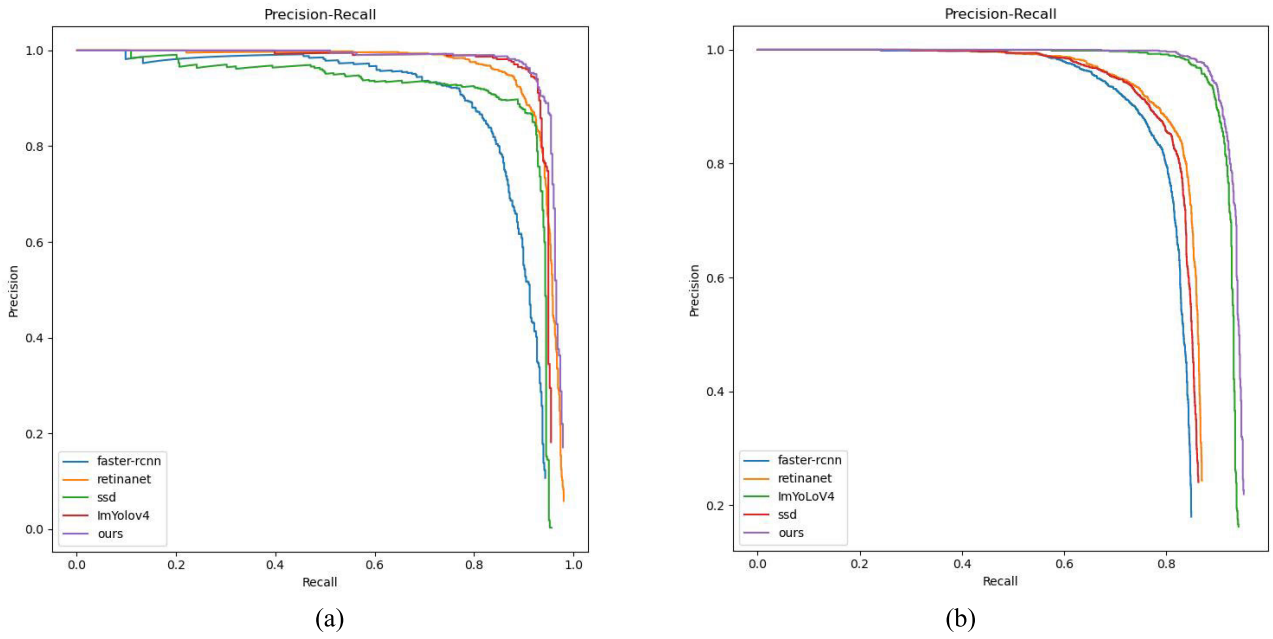 Precision-Recall
1.0
0.8
0.6
0.4
0.2
0.0
Precision
faster-rcnn
retinanet
ssd
ImYolov4
ours
0.0 0.2 0.4 0.6 0.8 1.0
Recall
(a)
Precision-Recall
1.0
0.8
0.6
0.4
0.2
Precision
faster-rcnn
retinanet
ImYoLoV4
ssd
ours
0.0 0.2 0.4 0.6 0.8
Recall
(b)